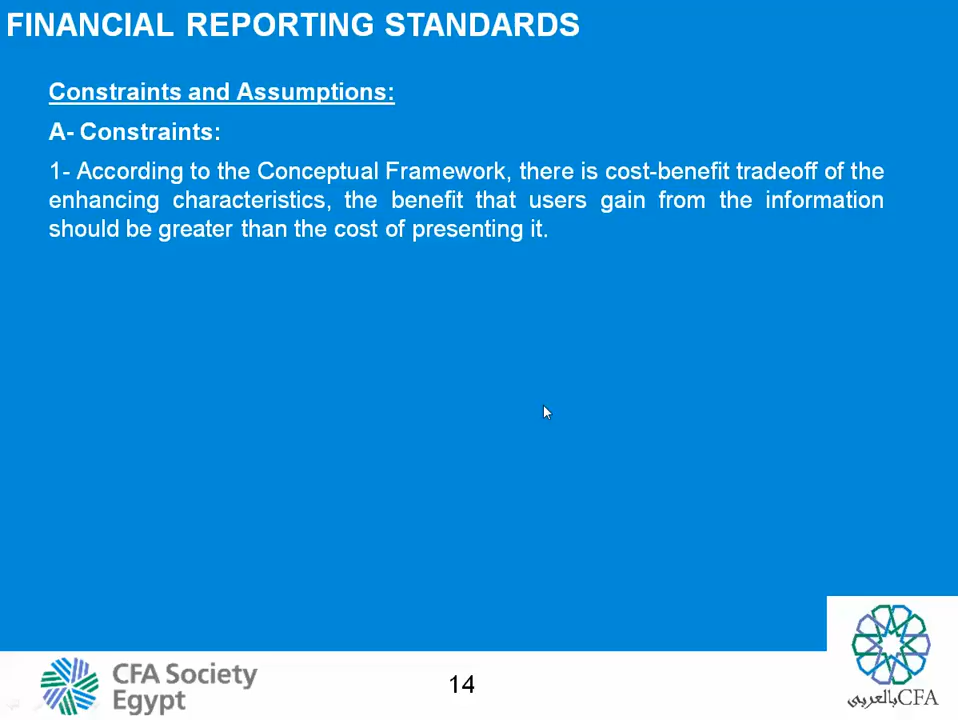 FINANCIAL REPORTING STANDARDS
Constraints and Assumptions:
A- Constraints:
1- According to the Conceptual Framework, there is cost-benefit tradeoff of the
enhancing characteristics, the benefit that users gain from the information
should be greater than the cost of presenting it.
CFA Society
Egypt
14
CFA بالعربي